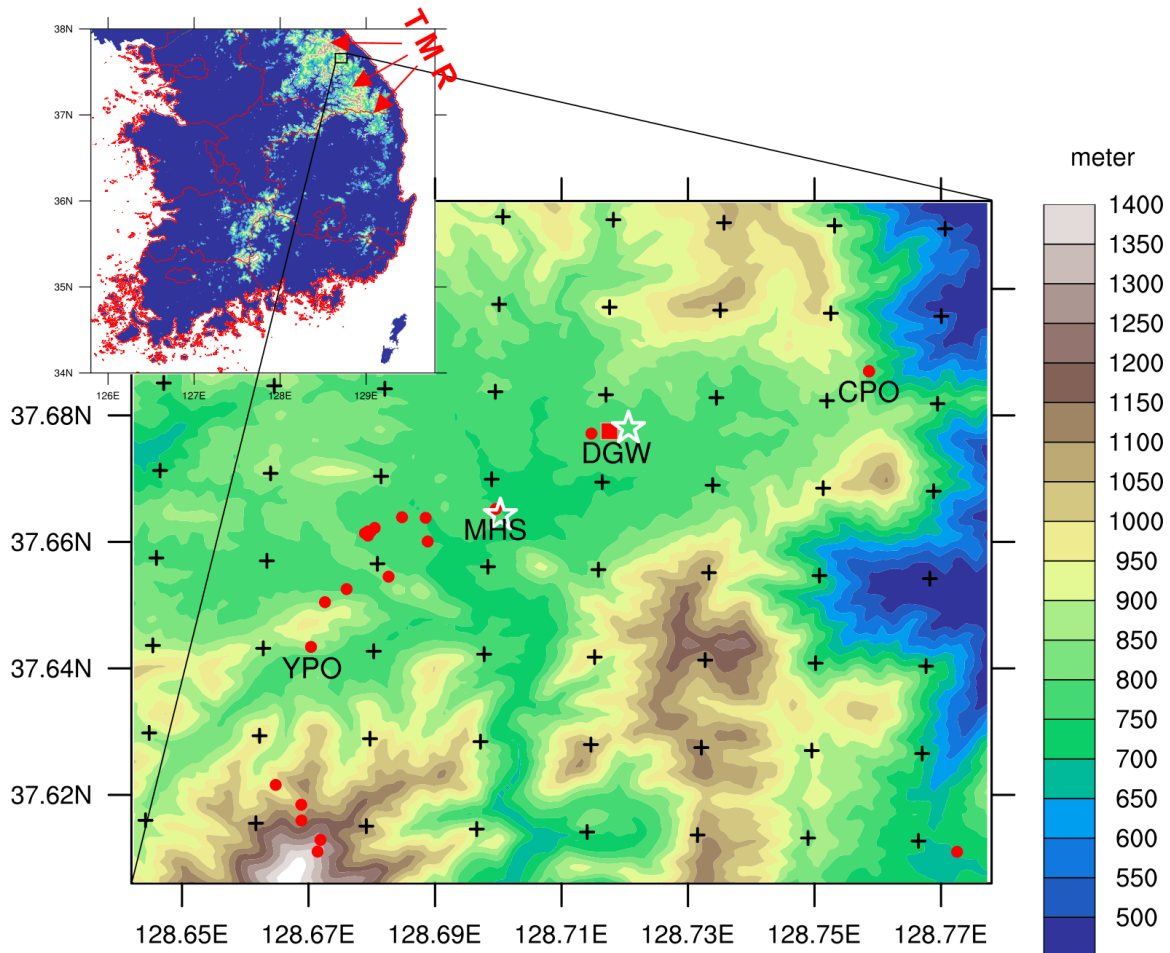 T M R
38N
37N
36N
35N
34N
126E 127E 128E 129E
meter
1400
1350
1300
1250
1200
1150
1100
1050
1000
950
900
850
800
750
700
650
600
550
500
CPO
37.68N
DGW
MHS
37.66N
YPO
37.64N
37.62N
128.65E 128.67E 128.69E 128.71E 128.73E 128.75E 128.77E